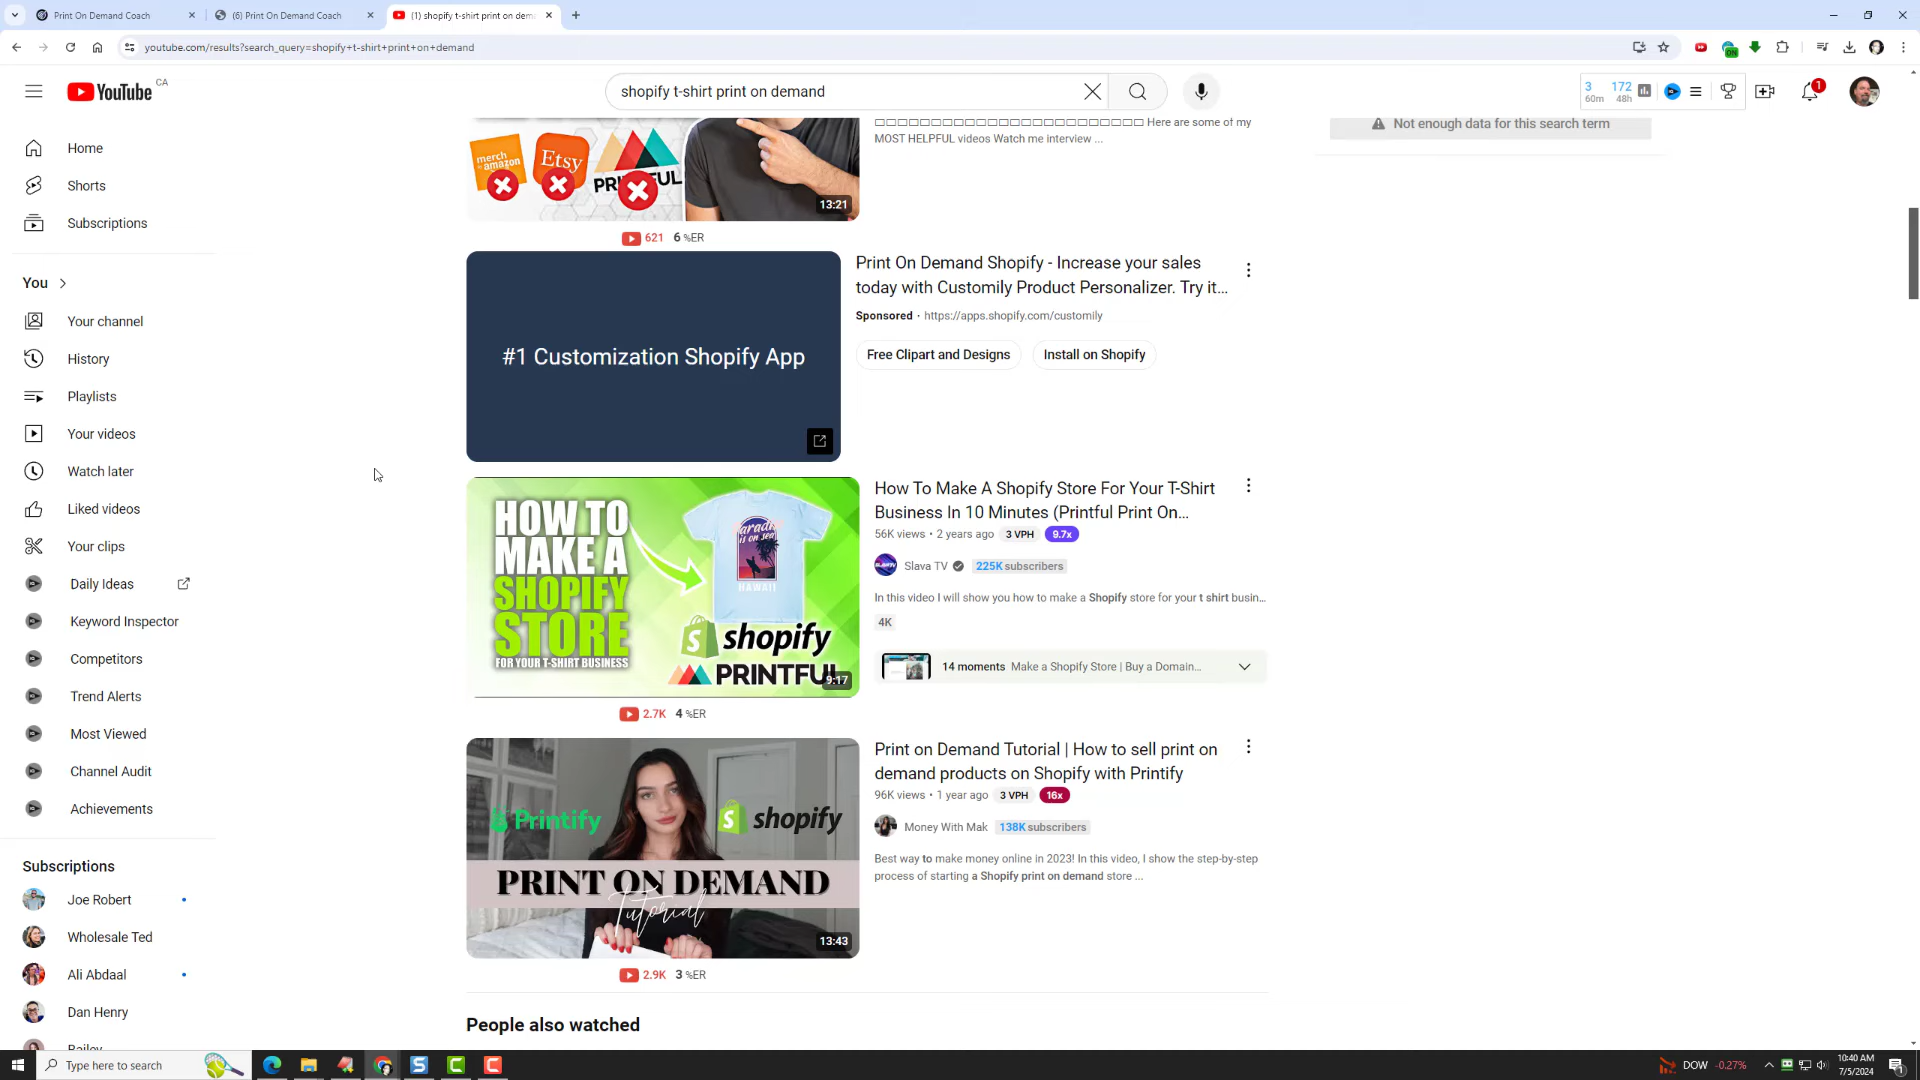 Print On Demand Coach
(6) Print On Demand Coach
(1) shopify t-shirt print on dem
youtube.com/results?search_query=shopify+t-shirt+print+on+demand
ON
YouTube
CA
shopify t-shirt print on demand
3
60m
172
48h
1
Home
Shorts
Subscriptions
You
Your channel
History
Playlists
Your videos
Watch later
Liked videos
Your clips
Daily Ideas
Keyword Inspector
Competitors
Trend Alerts
Most Viewed
Channel Audit
Achievements
Subscriptions
Joe Robert
Wholesale Ted
Ali Abdaal
Dan Henry
Bailey
merch by amazon
Etsy
PRINTFUL
13:21
621 6 %ER
Here are some of my
MOST HELPFUL videos Watch me interview ...
Not enough data for this search term
#1 Customization Shopify App
Print On Demand Shopify - Increase your sales
today with Customily Product Personalizer. Try it...
Sponsored · https://apps.shopify.com/customily
Free Clipart and Designs
Install on Shopify
HOW TO
MAKE A
SHOPIFY
STORE
FOR YOUR T-SHIRT BUSINESS
Paradise
is on sea
HAWAII
S shopify
PRINTFUL
9:17
2.7K 4 %ER
How To Make A Shopify Store For Your T-Shirt
Business In 10 Minutes (Printful Print On...
56K views • 2 years ago 3 VPH 9.7x
Slava TV 225K subscribers
In this video I will show you how to make a Shopify store for your t shirt busin...
4K
14 moments Make a Shopify Store | Buy a Domain...
Printify
S shopify
PRINT ON DEMAND
Tutorial
13:43
2.9K 3 %ER
Print on Demand Tutorial | How to sell print on
demand products on Shopify with Printify
96K views • 1 year ago 3 VPH 16x
Money With Mak 138K subscribers
Best way to make money online in 2023! In this video, I show the step-by-step
process of starting a Shopify print on demand store ...
People also watched
Type here to search
DOW -0.27%
10:40 AM
7/5/2024
1